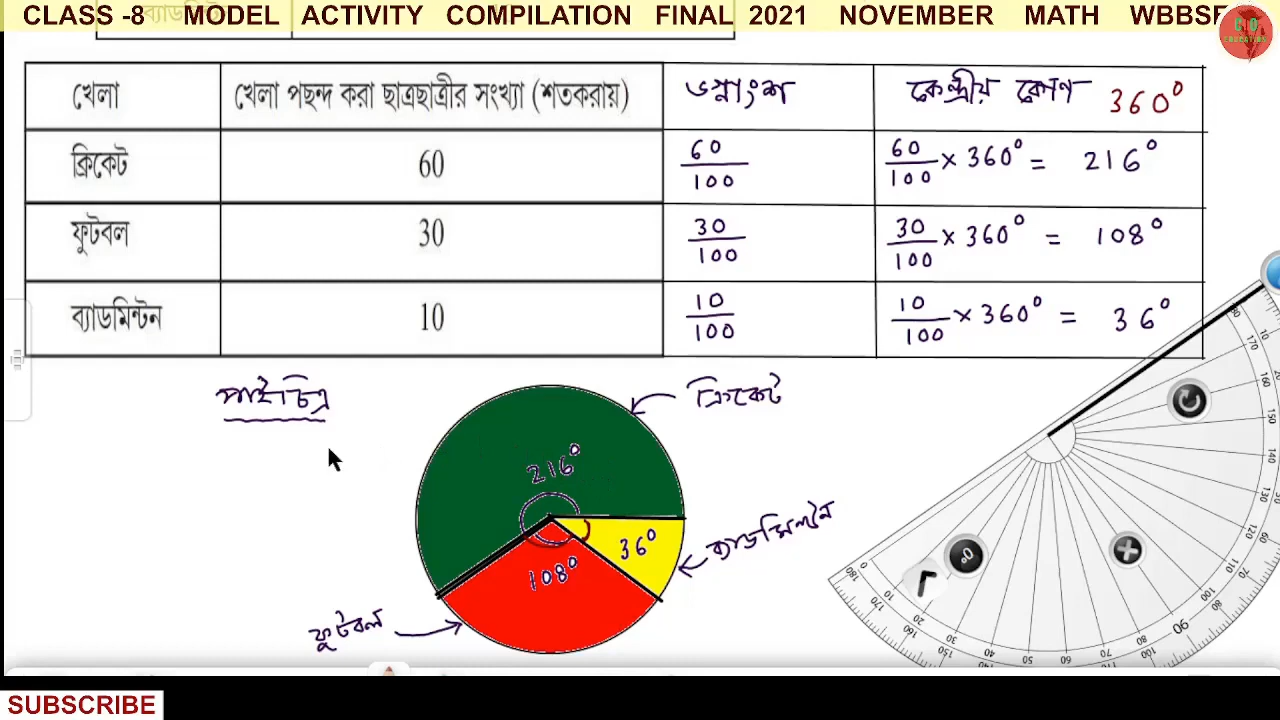 CLASS -8 MODEL ACTIVITY COMPILATION FINAL 2021 NOVEMBER MATH WBBSE
ব্যাডমিন্টন
খেলা খেলা পছন্দ করা ছাত্রছাত্রীর সংখ্যা (শতকরায়) ভগ্নাংশ কেন্দ্রীয় কোণ 360°
ক্রিকেট 60 60/100 60/100 × 360° = 216°
ফুটবল 30 30/100 30/100 × 360° = 108°
ব্যাডমিন্টন 10 10/100 10/100 × 360° = 36°
পাইচিত্র
ক্রিকেট
216°
ব্যাডমিন্টন
36°
108°
ফুটবল
SUBSCRIBE